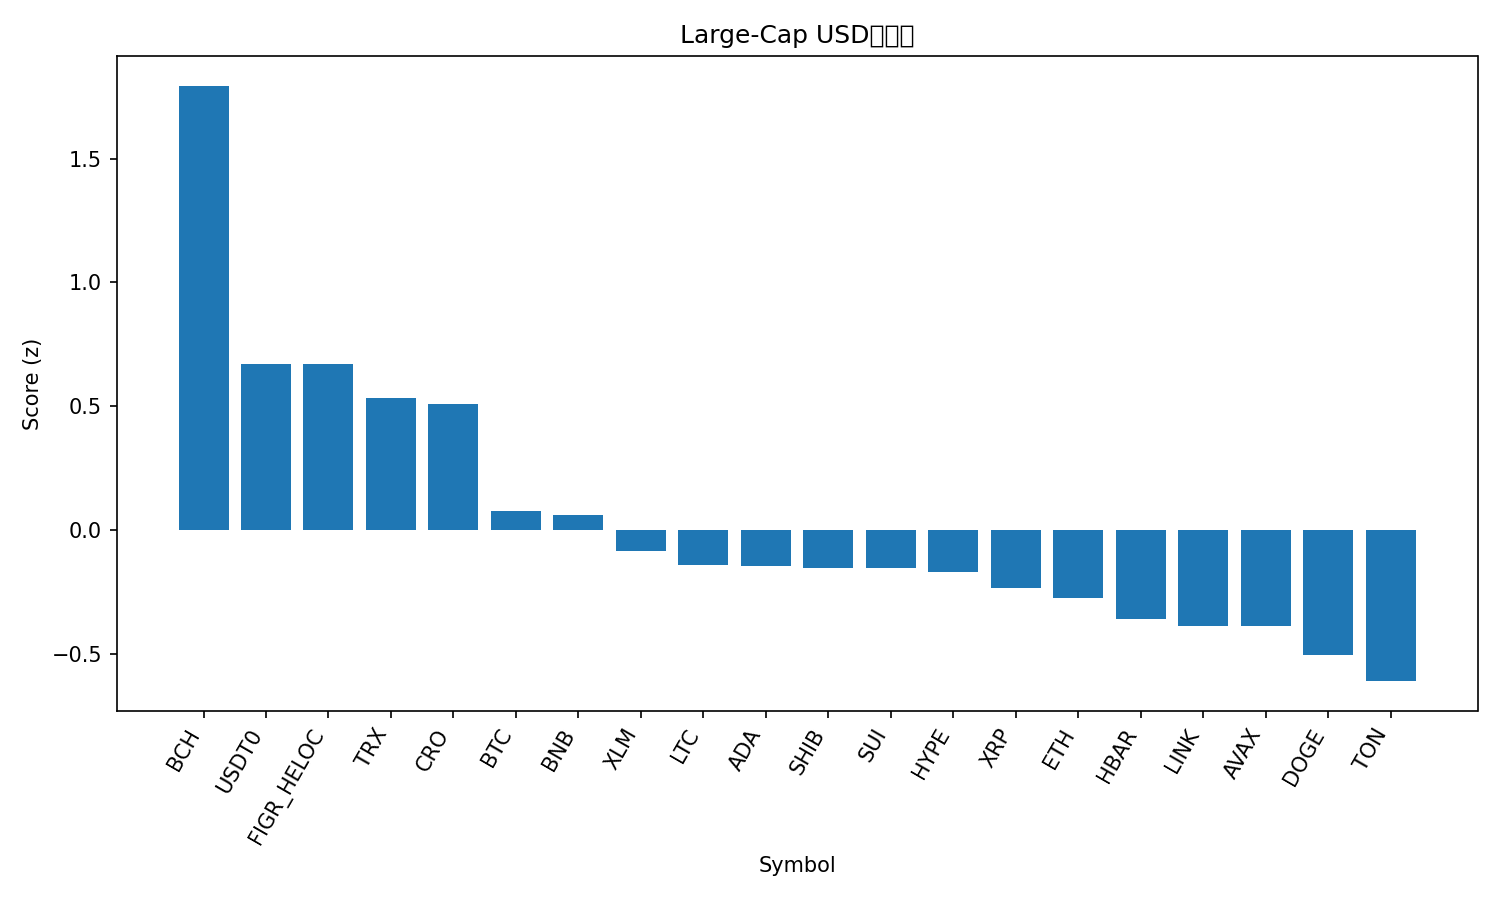 Large-Cap USD
Score (z)
1.5
1.0
0.5
0.0
−0.5
BCH
USDT0
FIGR_HELOC
TRX
CRO
BTC
BNB
XLM
LTC
ADA
SHIB
SUI
HYPE
XRP
ETH
HBAR
LINK
AVAX
DOGE
TON
Symbol